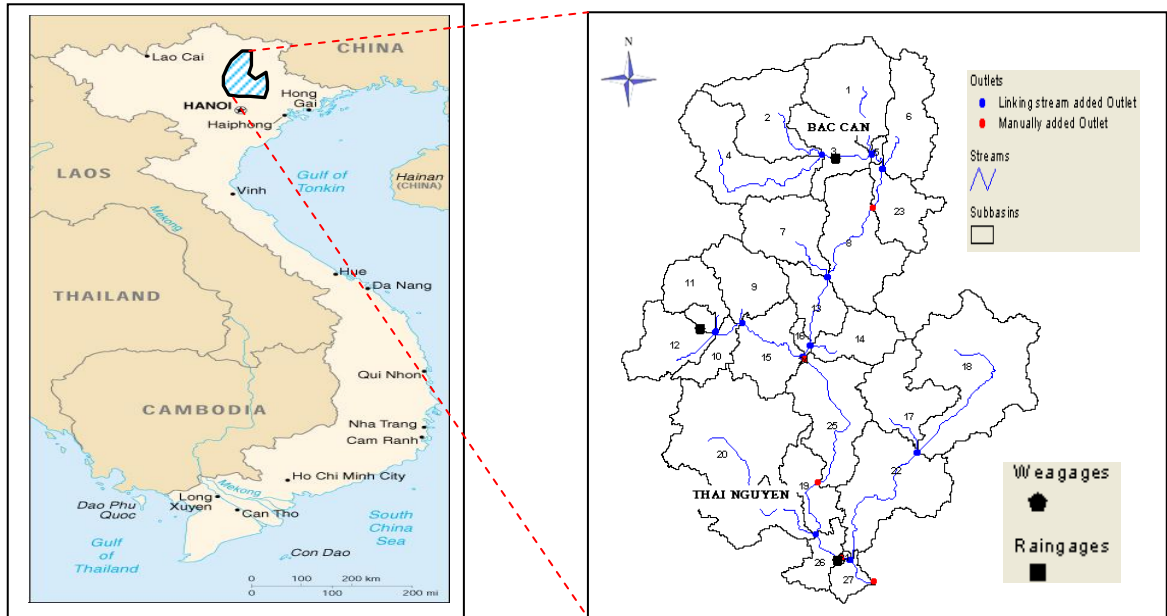 CHINA
Lao Cai
HANOI
Hong
Gai
Haiphong
LAOS
Gulf of
Tonkin
Hainan
(CHINA)
Vinh
Mekong
THAILAND
Hue
Da Nang
Qui Nhon
CAMBODIA
Nha Trang
Cam Ranh
Ho Chi Minh City
Mekong
Long
Xuyen
Dao Phu
Quoc
Can Tho
South
China
Sea
Gulf
of
Thailand
Con Dao
0 100 200 km
0 100 200 mi
N
1
2
BAC CAN
6
3
5
4
23
7
8
11
9
13
12
10
15
16
14
18
17
25
20
22
19
THAI NGUYEN
26
27
Outlets
Linking stream added Outlet
Manually added Outlet
Streams
Subbasins
Weagages
Raingages